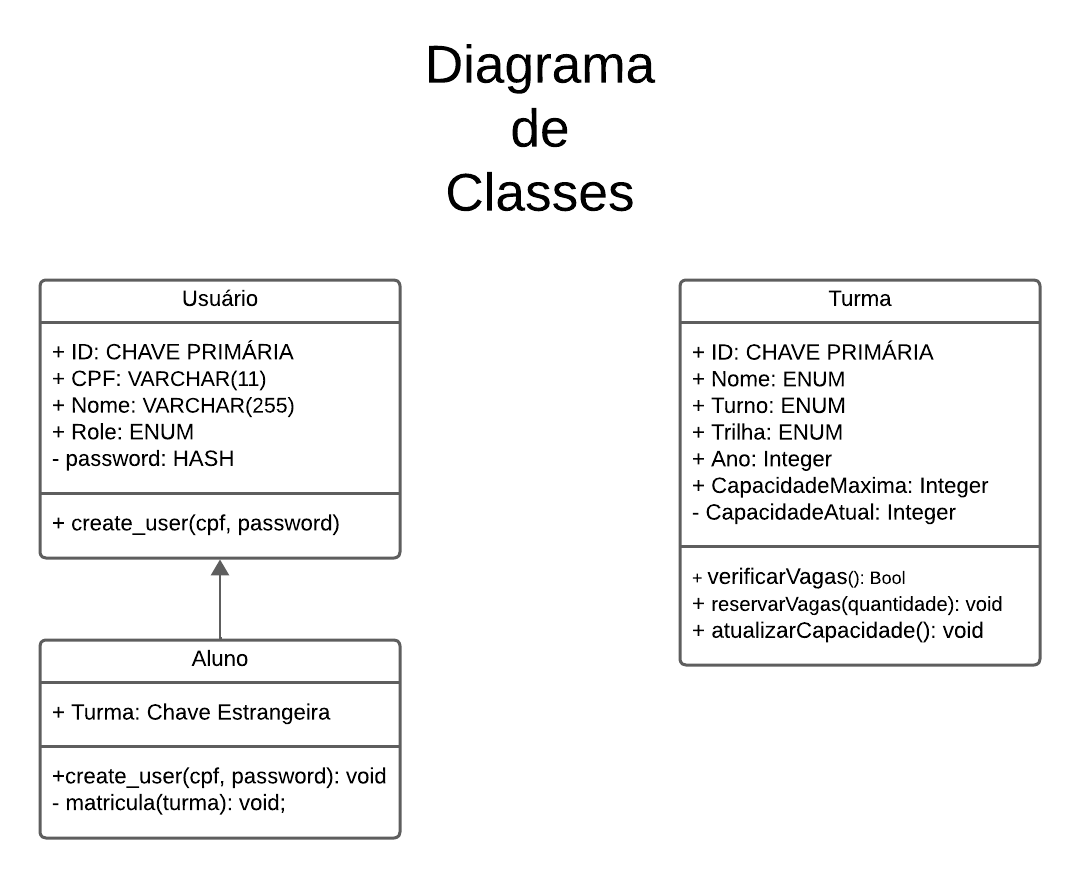 Diagrama
de
Classes
Usuário
+ ID: CHAVE PRIMÁRIA
+ CPF: VARCHAR(11)
+ Nome: VARCHAR(255)
+ Role: ENUM
- password: HASH
+ create_user(cpf, password)
Aluno
+ Turma: Chave Estrangeira
+create_user(cpf, password): void
- matricula(turma): void;
Turma
+ ID: CHAVE PRIMÁRIA
+ Nome: ENUM
+ Turno: ENUM
+ Trilha: ENUM
+ Ano: Integer
+ CapacidadeMaxima: Integer
- CapacidadeAtual: Integer
+ verificarVagas(): Bool
+ reservarVagas(quantidade): void
+ atualizarCapacidade(): void